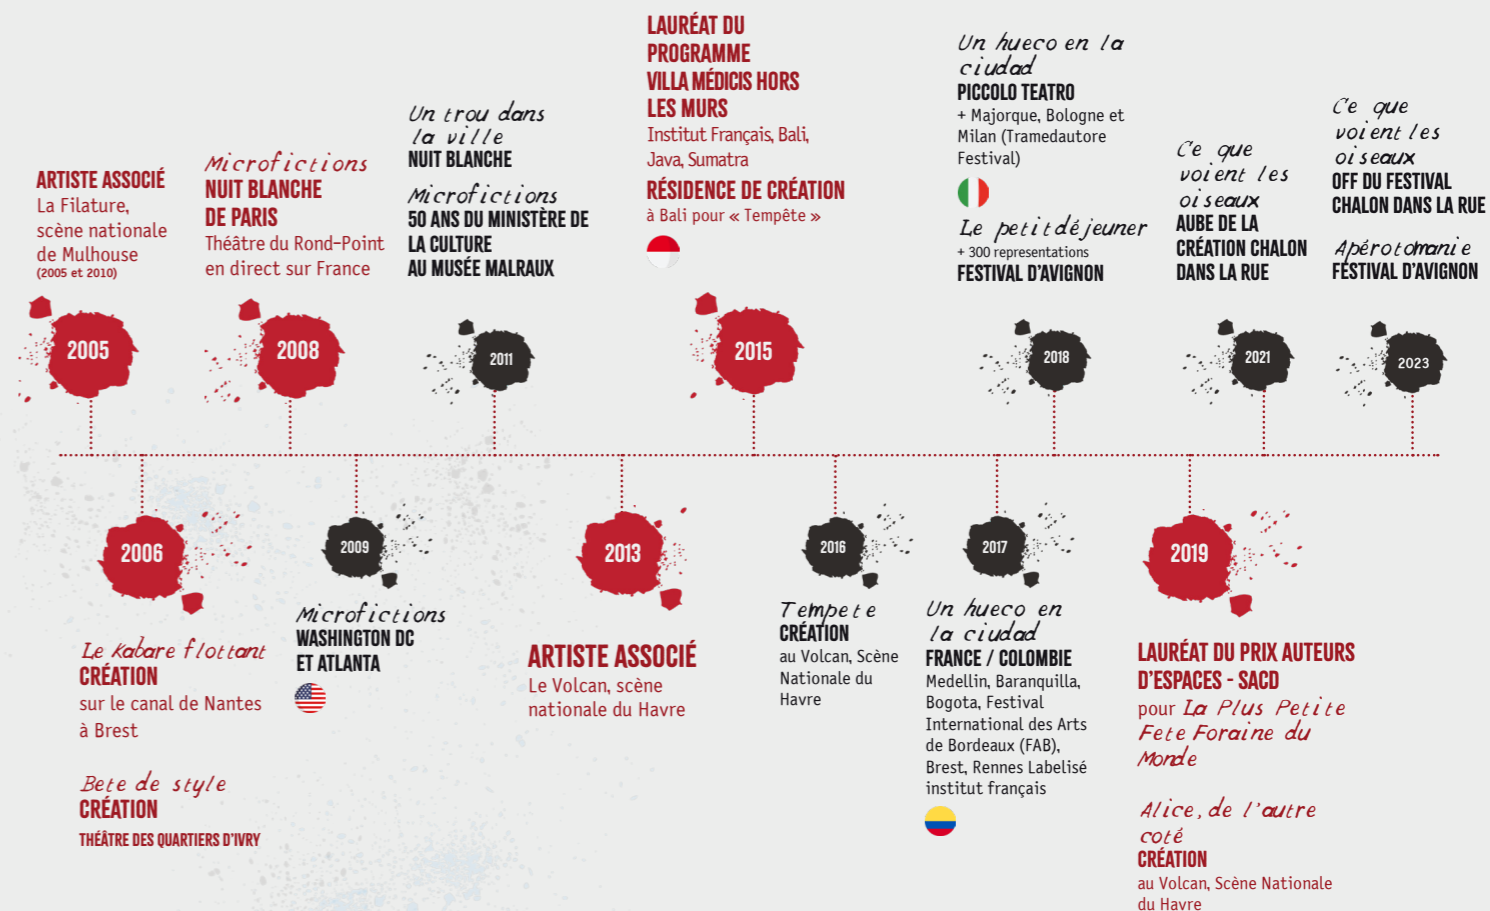 ARTISTE ASSOCIÉ
La Filature,
scène nationale
de Mulhouse
(2005 et 2010)
2005
Microfictions
NUIT BLANCHE
DE PARIS
Théâtre du Rond-Point
en direct sur France
2008
Un trou dans
la ville
NUIT BLANCHE
Microfictions
50 ANS DU MINISTÈRE DE
LA CULTURE
AU MUSÉE MALRAUX
2011
LAURÉAT DU
PROGRAMME
VILLA MÉDICIS HORS
LES MURS
Institut Français, Bali,
Java, Sumatra
RÉSIDENCE DE CRÉATION
à Bali pour « Tempête »
2015
Un hueco en la
ciudad
PICCOLO TEATRO
+ Majorque, Bologne et
Milan (Tramedautore
Festival)
Le petit déjeuner
+ 300 representations
FESTIVAL D'AVIGNON
2018
Ce que
voient les
oiseaux
AUBE DE LA
CRÉATION CHALON
DANS LA RUE
2021
Ce que
voient les
oiseaux
OFF DU FESTIVAL
CHALON DANS LA RUE
Apérotomanie
FESTIVAL D'AVIGNON
2023
2006
Le Kabare flottant
CRÉATION
sur le canal de Nantes
à Brest
Bete de style
CRÉATION
THÉÂTRE DES QUARTIERS D'IVRY
2009
Microfictions
WASHINGTON DC
ET ATLANTA
2013
ARTISTE ASSOCIÉ
Le Volcan, scène
nationale du Havre
2016
Tempete
CRÉATION
au Volcan, Scène
Nationale du
Havre
2017
Un hueco en
la ciudad
FRANCE / COLOMBIE
Medellin, Baranquilla,
Bogota, Festival
International des Arts
de Bordeaux (FAB),
Brest, Rennes Labelisé
institut français
2019
LAURÉAT DU PRIX AUTEURS
D'ESPACES - SACD
pour La Plus Petite
Fete Foraine du
Monde
Alice, de l'autre
coté
CRÉATION
au Volcan, Scène Nationale
du Havre